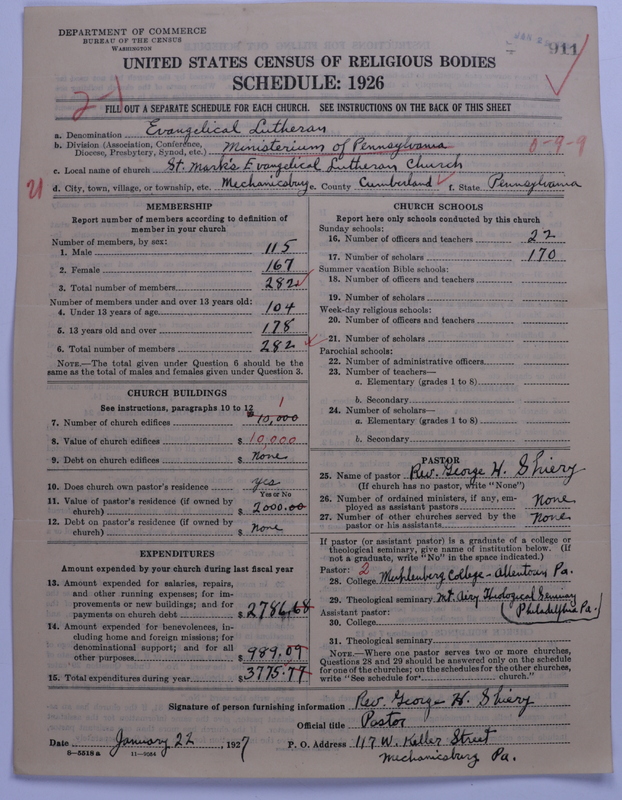 DEPARTMENT OF COMMERCE
BUREAU OF THE CENSUS
WASHINGTON
911
UNITED STATES CENSUS OF RELIGIOUS BODIES
SCHEDULE: 1926
2-1
FILL OUT A SEPARATE SCHEDULE FOR EACH CHURCH. SEE INSTRUCTIONS ON THE BACK OF THIS SHEET
a. Denomination Evangelical Lutheran
b. Division (Association, Conference, Diocese, Presbytery, Synod, etc.) Ministerium of Pennsylvania 0-9-9
c. Local name of church St. Mark's Evangelical Lutheran Church
21 d. City, town, village, or township, etc. Mechanicsburg e. County Cumberland f. State Pennsylvania
MEMBERSHIP
Report number of members according to definition of
member in your church
Number of members, by sex:
1. Male 115
2. Female 167
3. Total number of members 282
Number of members under and over 13 years old:
4. Under 13 years of age 104
5. 13 years old and over 178
6. Total number of members 282
NOTE.—The total given under Question 6 should be
same as the total of males and females given under Question 3.
CHURCH BUILDINGS
See instructions, paragraphs 10 to 12
1
7. Number of church edifices 10,000
8. Value of church edifices $ 10,000
9. Debt on church edifices $ None
10. Does church own pastor's residence yes
Yes or No
11. Value of pastor's residence (if owned by
church) $ 2000.00
12. Debt on pastor's residence (if owned by
church) $ None
EXPENDITURES
Amount expended by your church during last fiscal year
13. Amount expended for salaries, repairs,
and other running expenses; for im-
provements or new buildings; and for
payments on church debt $ 2786.68
14. Amount expended for benevolences, in-
cluding home and foreign missions; for
denominational support; and for all
other purposes $ 989.09
15. Total expenditures during year $ 3775.77
CHURCH SCHOOLS
Report here only schools conducted by this church
Sunday schools:
16. Number of officers and teachers 22
17. Number of scholars 170
Summer vacation Bible schools:
18. Number of officers and teachers
19. Number of scholars
Week-day religious schools:
20. Number of officers and teachers
21. Number of scholars
Parochial schools:
22. Number of administrative officers
23. Number of teachers—
a. Elementary (grades 1 to 8)
b. Secondary
24. Number of scholars—
a. Elementary (grades 1 to 8)
b. Secondary
PASTOR
25. Name of pastor Rev. George H. Shiery
(If church has no pastor, write "None")
26. Number of ordained ministers, if any, em-
ployed as assistant pastors None
27. Number of other churches served by the
pastor or his assistants None
If pastor (or assistant pastor) is a graduate of a college or
theological seminary, give name of institution below. (If
not a graduate, write "No" in the space indicated.)
Pastor: 2
28. College Muhlenberg College - Allentown Pa.
29. Theological seminary Mt. Airy Theological Seminary
Assistant pastor: (Philadelphia Pa.)
30. College
31. Theological seminary
NOTE.—Where one pastor serves two or more churches,
Questions 28 and 29 should be answered only on the schedule
for one of the churches; on the schedules for the other churches,
write "See schedule for church."
Signature of person furnishing information Rev. George H. Shiery
Official title Pastor
Date January 22, 1927 P. O. Address 117 W. Keller Street
Mechanicsburg Pa.
8—5518 a 11—9034